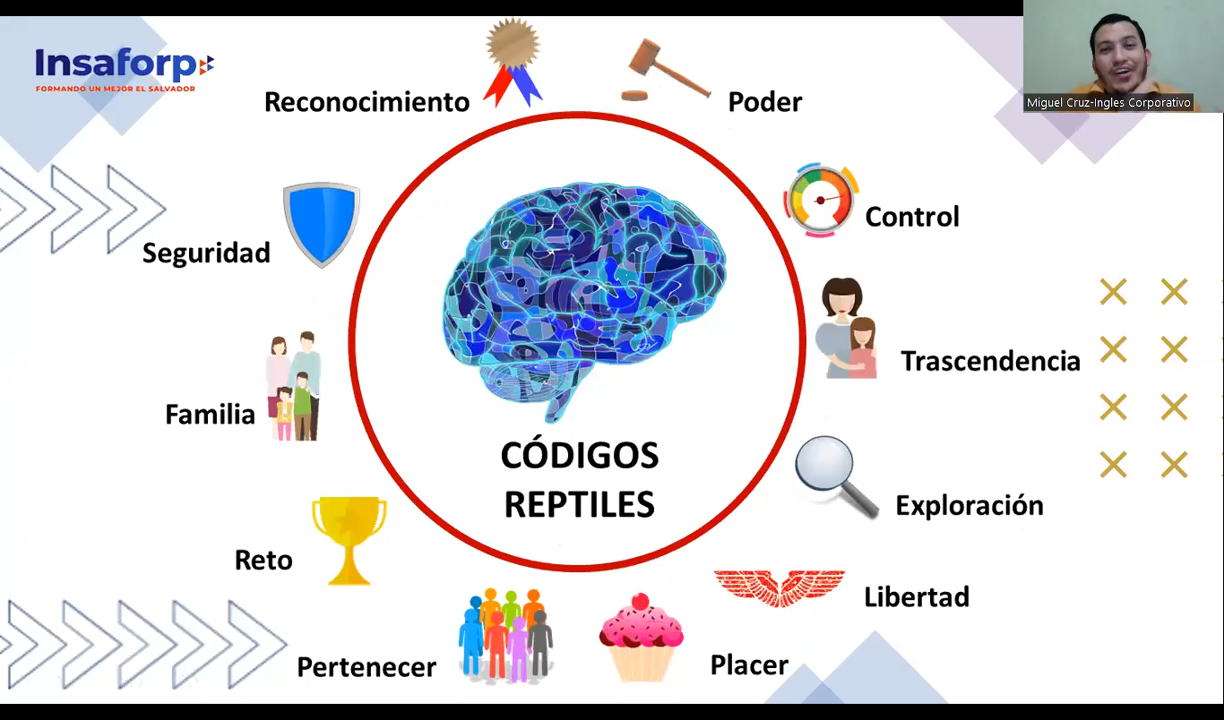 Insaforp
FORMANDO UN MEJOR EL SALVADOR
Miguel Cruz-Ingles Corporativo
Reconocimiento
Poder
Seguridad
Control
Familia
Trascendencia
CÓDIGOS
REPTILES
Exploración
Reto
Libertad
Pertenecer
Placer